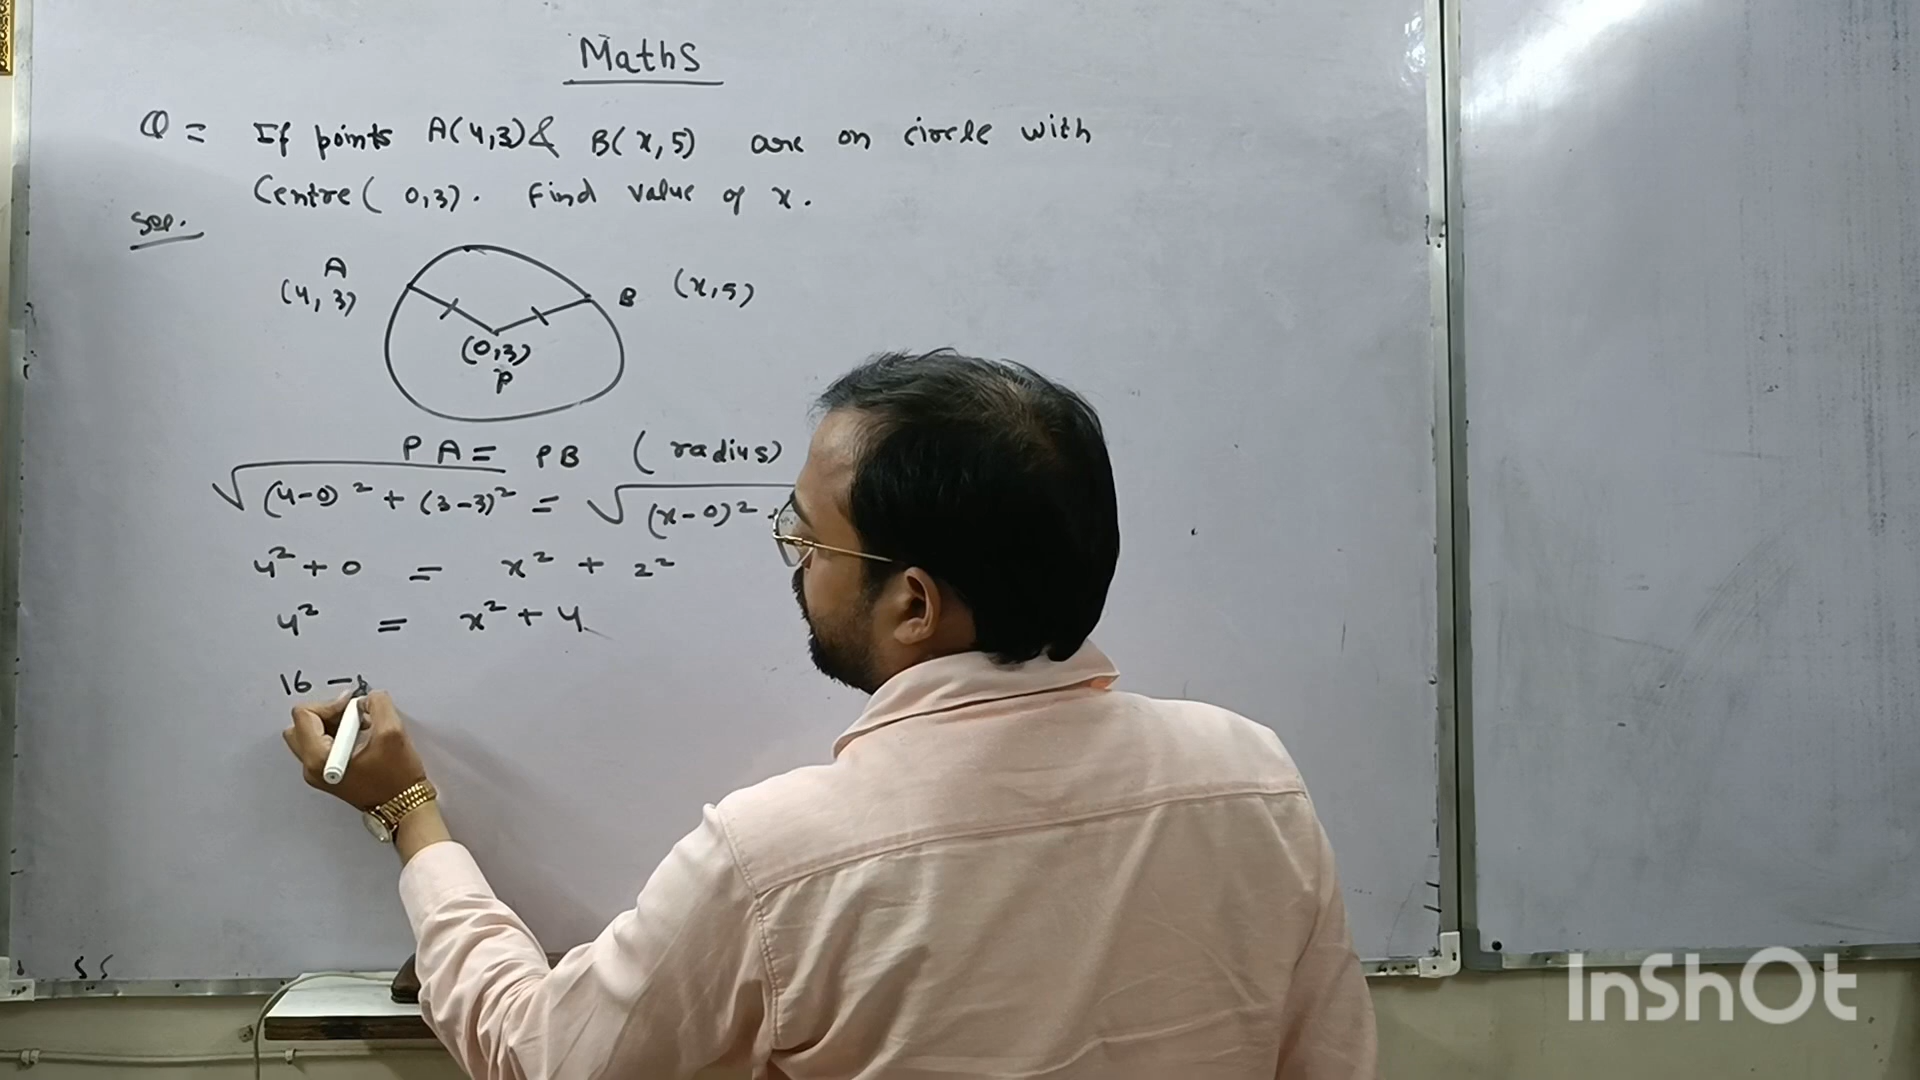 Maths
Q = If points A(4,3) & B(x,5) are on circle with
Centre (0,3). Find value of x.
Sol.
A
(4, 3)
B (x,5)
(0,3)
P
PA = PB (radius)
√(4-0)² + (3-3)² = √(x-0)² +
4² + 0 = x² + 2²
4² = x² + 4
16 -
InShOt